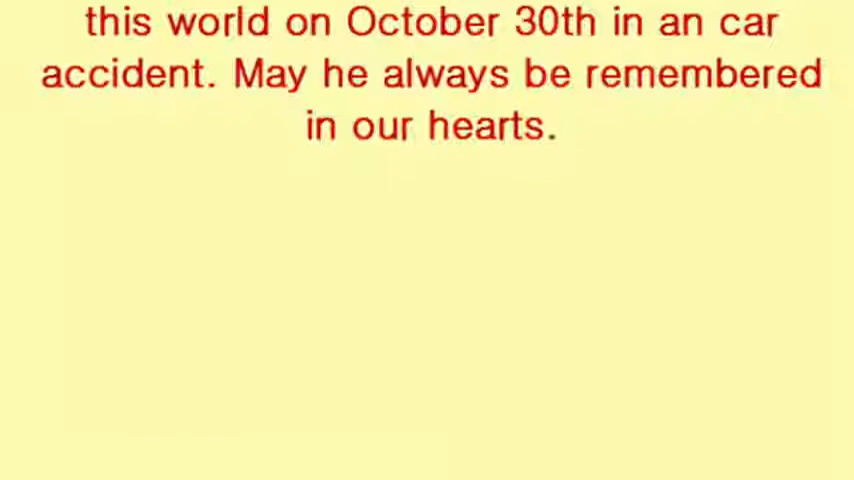 this world on October 30th in an car
accident. May he always be remembered
in our hearts.